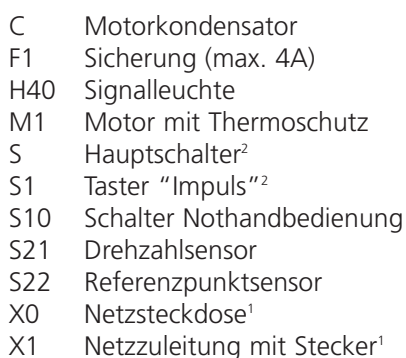 C Motorkondensator
F1 Sicherung (max. 4A)
H40 Signalleuchte
M1 Motor mit Thermoschutz
S Hauptschalter²
S1 Taster “Impuls”²
S10 Schalter Nothandbedienung
S21 Drehzahlsensor
S22 Referenzpunktsensor
X0 Netzsteckdose¹
X1 Netzzuleitung mit Stecker¹